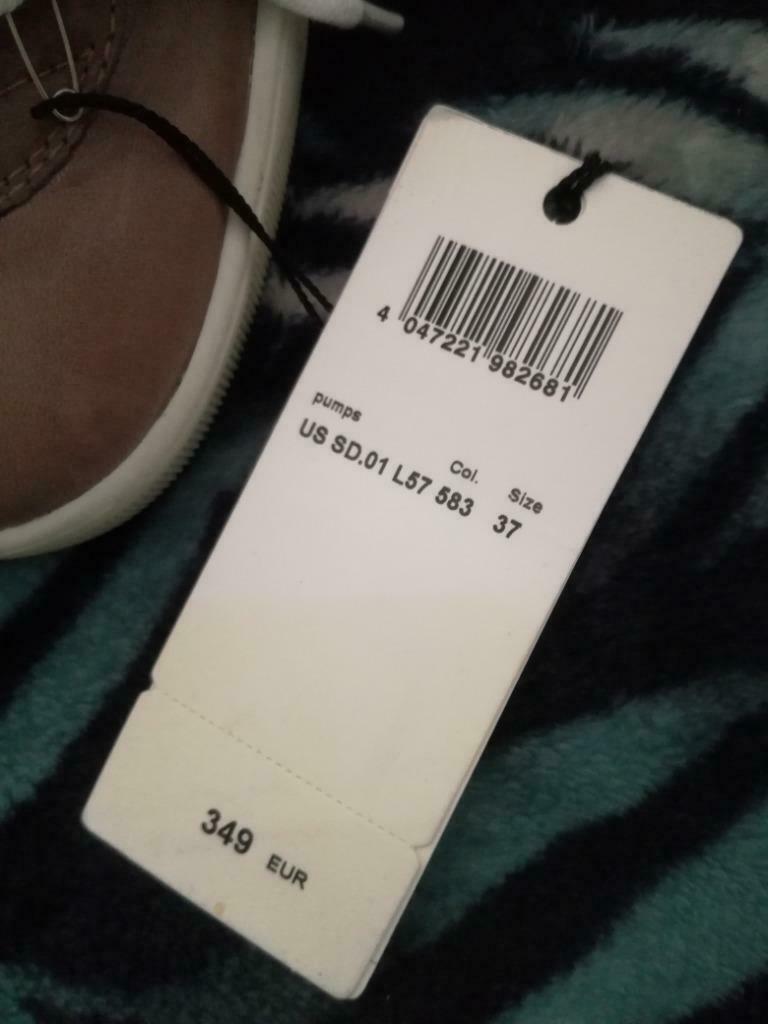 4 047221 982681
pumps
Col. Size
US SD.01 L57 583 37
349 EUR